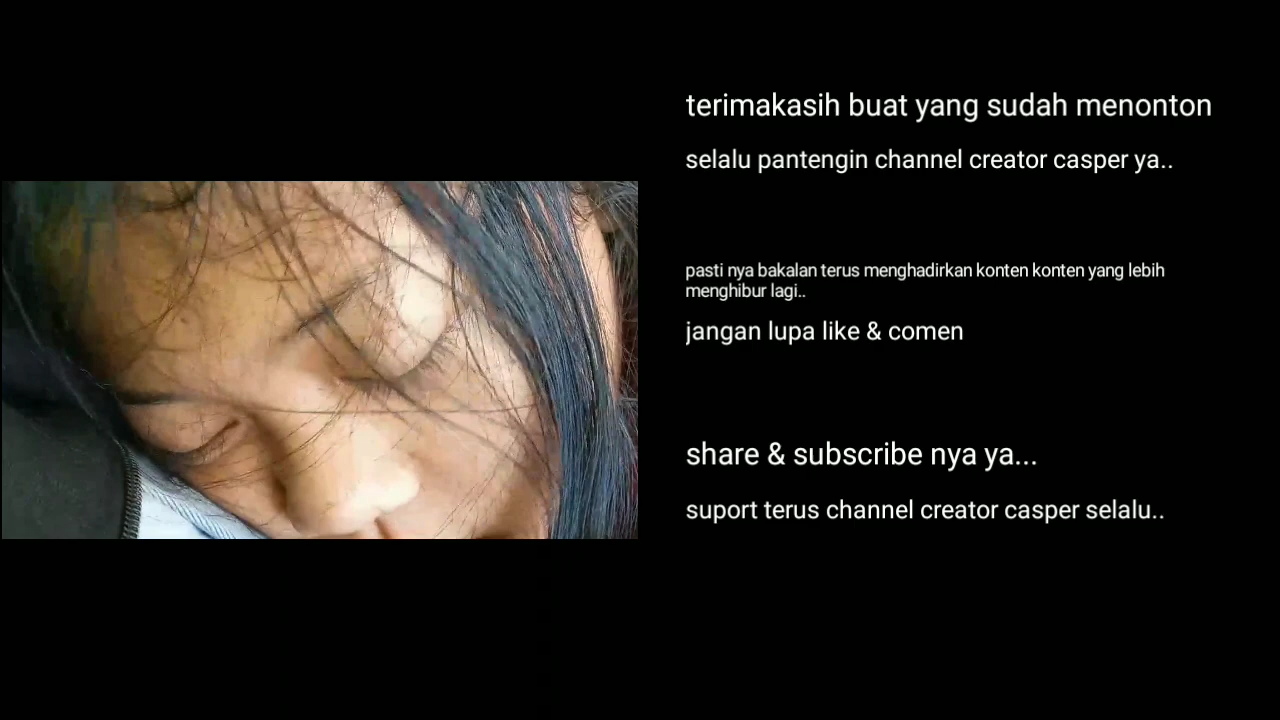 terimakasih buat yang sudah menonton
selalu pantengin channel creator casper ya..
pasti nya bakalan terus menghadirkan konten konten yang lebih
menghibur lagi..
jangan lupa like & comen
share & subscribe nya ya...
suport terus channel creator casper selalu..